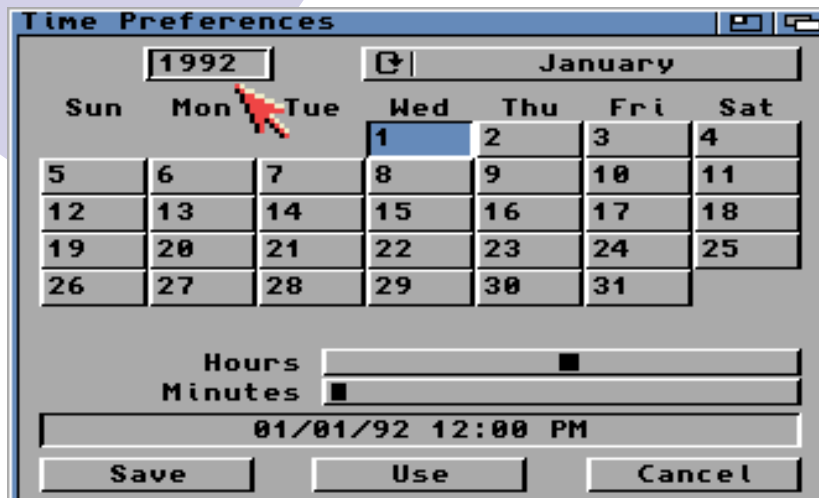 Time Preferences
1992 January
Sun Mon Tue Wed Thu Fri Sat
1 2 3 4
5 6 7 8 9 10 11
12 13 14 15 16 17 18
19 20 21 22 23 24 25
26 27 28 29 30 31
Hours
Minutes
01/01/92 12:00 PM
Save Use Cancel